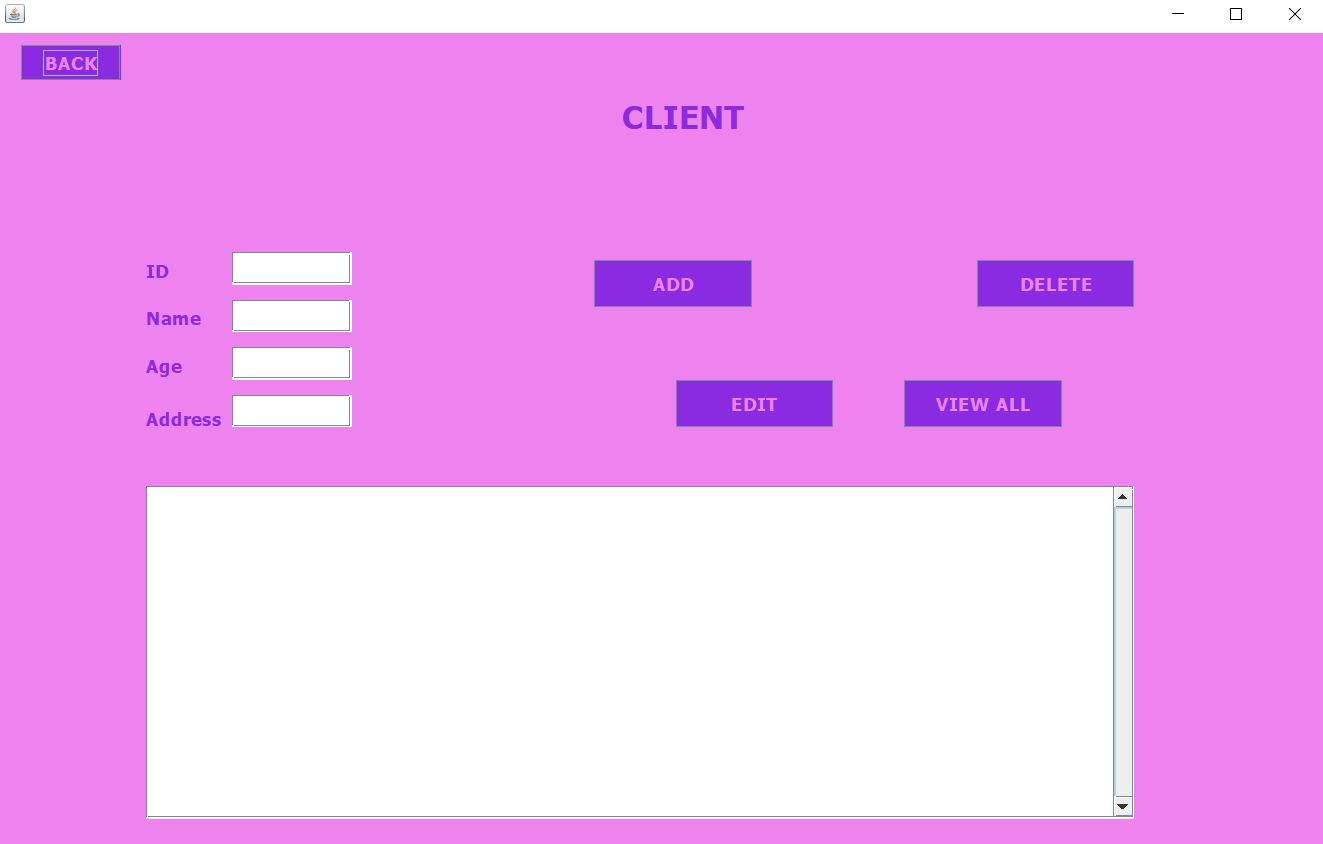 BACK
CLIENT
ID
ADD
DELETE
Name
Age
EDIT
VIEW ALL
Address